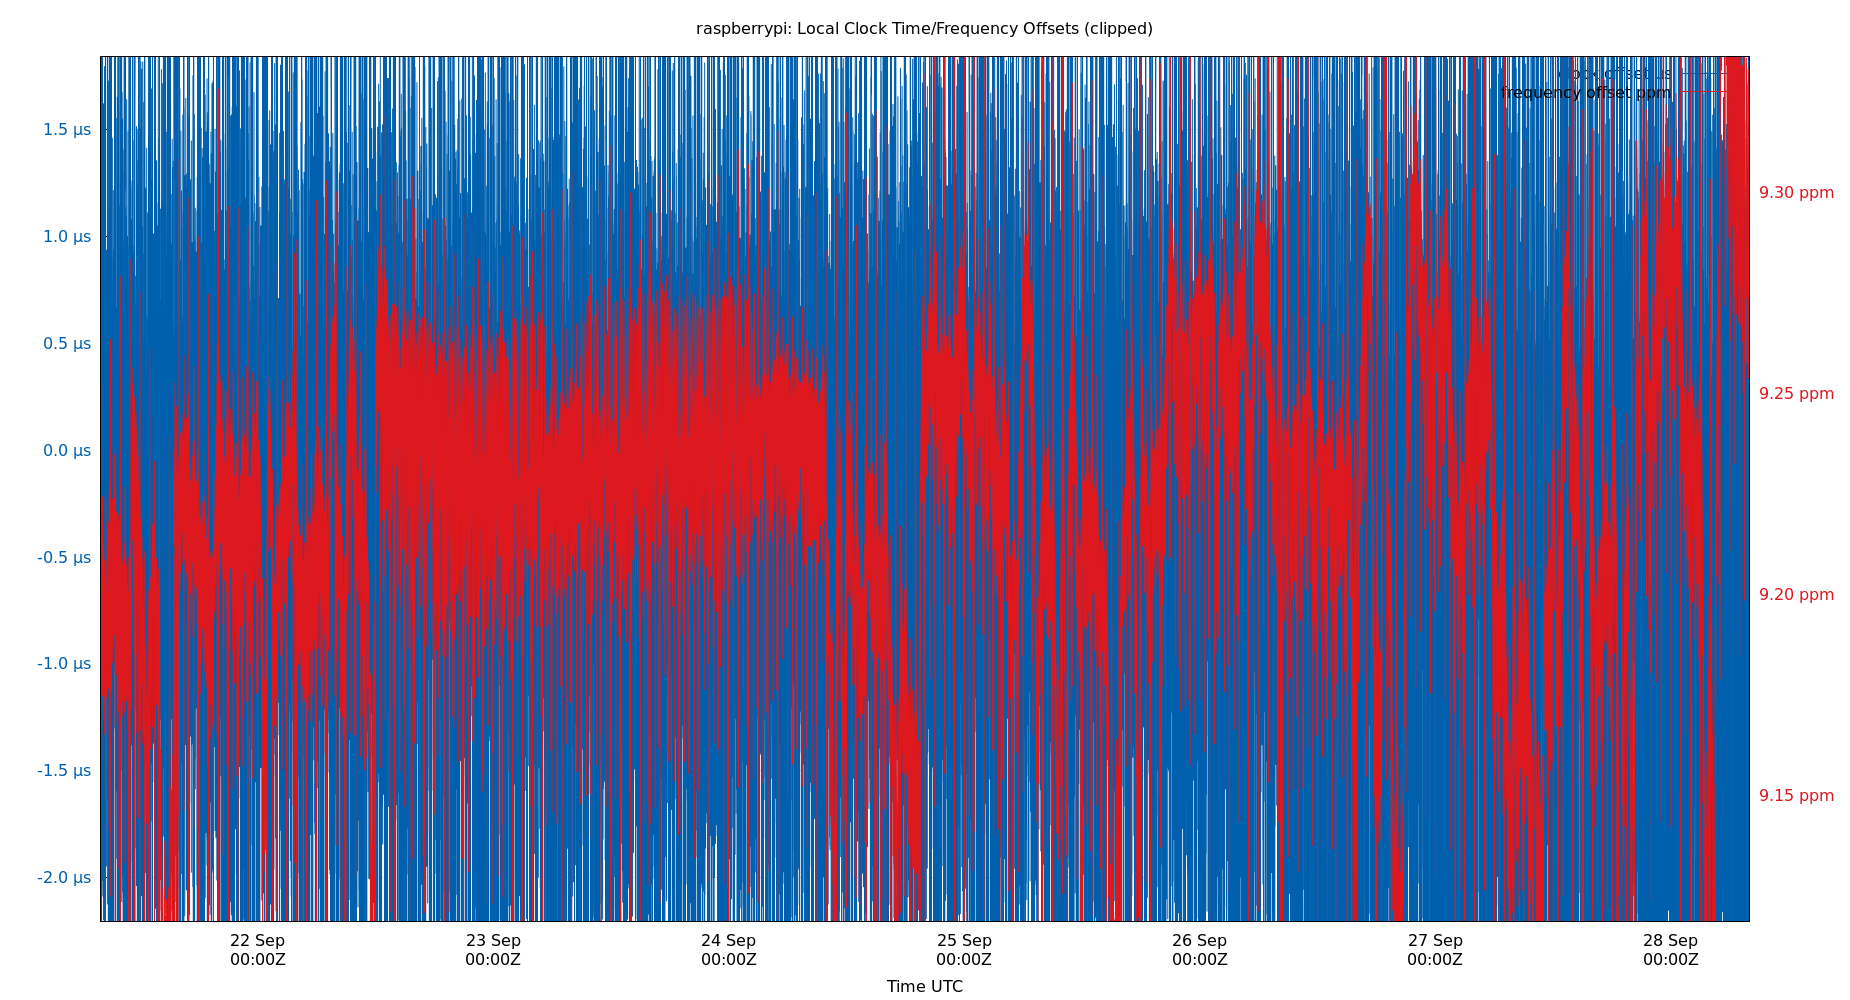 raspberrypi: Local Clock Time/Frequency Offsets (clipped)
clock offset µs
frequency offset ppm
1.5 µs
1.0 µs
0.5 µs
0.0 µs
-0.5 µs
-1.0 µs
-1.5 µs
-2.0 µs
9.30 ppm
9.25 ppm
9.20 ppm
9.15 ppm
22 Sep
00:00Z
23 Sep
00:00Z
24 Sep
00:00Z
25 Sep
00:00Z
26 Sep
00:00Z
27 Sep
00:00Z
28 Sep
00:00Z
Time UTC